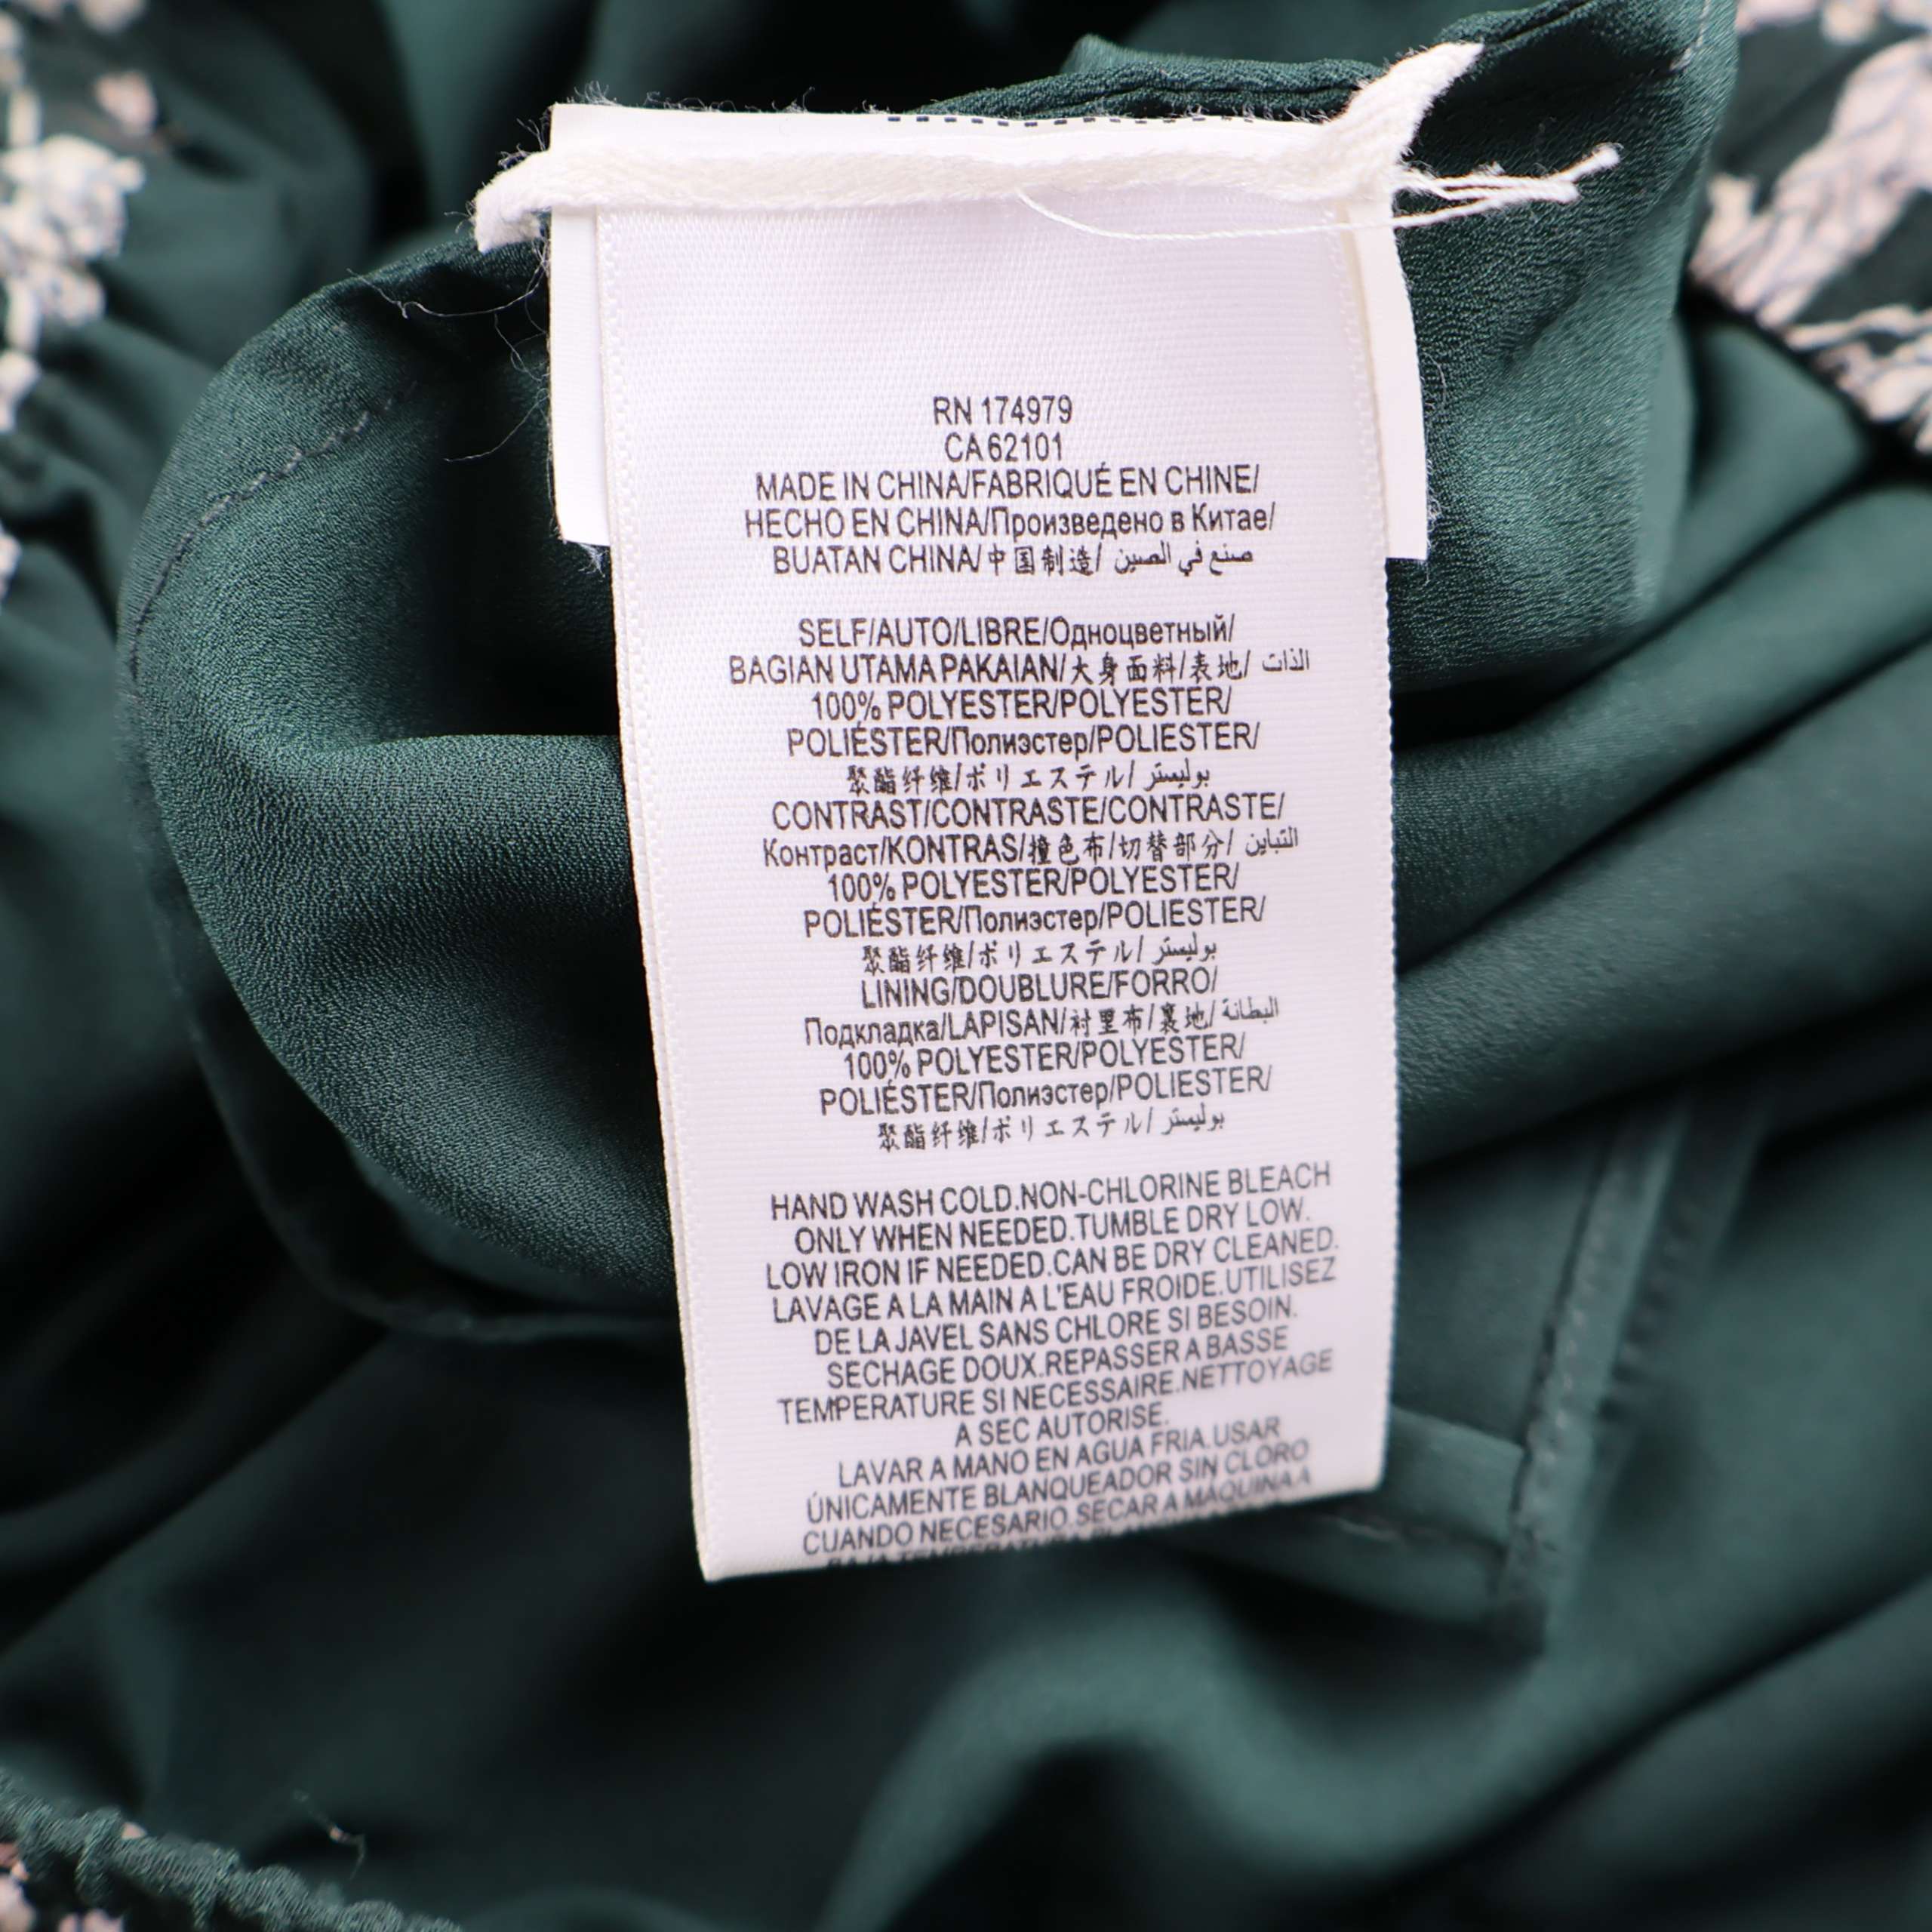 RN 174979
CA 62101
MADE IN CHINA/FABRIQUÉ EN CHINE/
HECHO EN CHINA/Произведено в Китае/
BUATAN CHINA/中国制造/ صنع في الصين
SELF/AUTO/LIBRE/Одноцветный/
BAGIAN UTAMA PAKAIAN/大身面料/表地/ الذات
100% POLYESTER/POLYESTER/
POLIÉSTER/Полиэстер/POLIESTER/
聚酯纤维/ポリエステル/ بوليستر
CONTRAST/CONTRASTE/CONTRASTE/
Контраст/KONTRAS/撞色布/切替部分/ التباين
100% POLYESTER/POLYESTER/
POLIÉSTER/Полиэстер/POLIESTER/
聚酯纤维/ポリエステル/ بوليستر
LINING/DOUBLURE/FORRO/
Подкладка/LAPISAN/衬里布/裏地/ البطانة
100% POLYESTER/POLYESTER/
POLIÉSTER/Полиэстер/POLIESTER/
聚酯纤维/ポリエステル/ بوليستر
HAND WASH COLD.NON-CHLORINE BLEACH
ONLY WHEN NEEDED.TUMBLE DRY LOW.
LOW IRON IF NEEDED.CAN BE DRY CLEANED.
LAVAGE A LA MAIN A L'EAU FROIDE.UTILISEZ
DE LA JAVEL SANS CHLORE SI BESOIN.
SECHAGE DOUX.REPASSER A BASSE
TEMPERATURE SI NECESSAIRE.NETTOYAGE
A SEC AUTORISE.
LAVAR A MANO EN AGUA FRIA.USAR
ÚNICAMENTE BLANQUEADOR SIN CLORO
CUANDO NECESARIO.SECAR A MAQUINA A